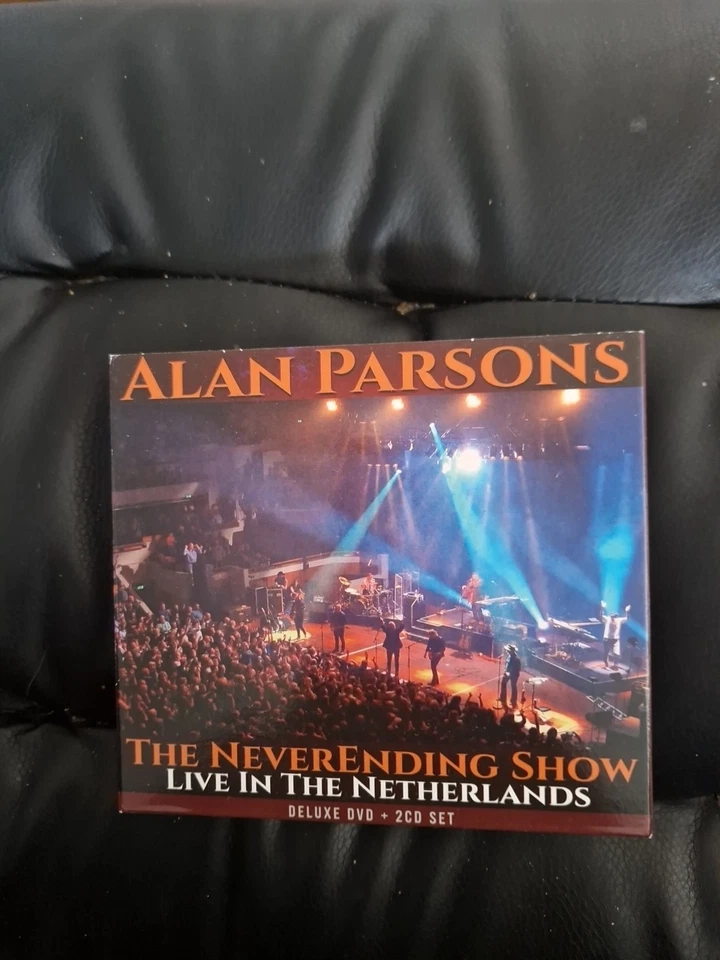 ALAN PARSONS
THE NEVERENDING SHOW
LIVE IN THE NETHERLANDS
DELUXE DVD + 2CD SET